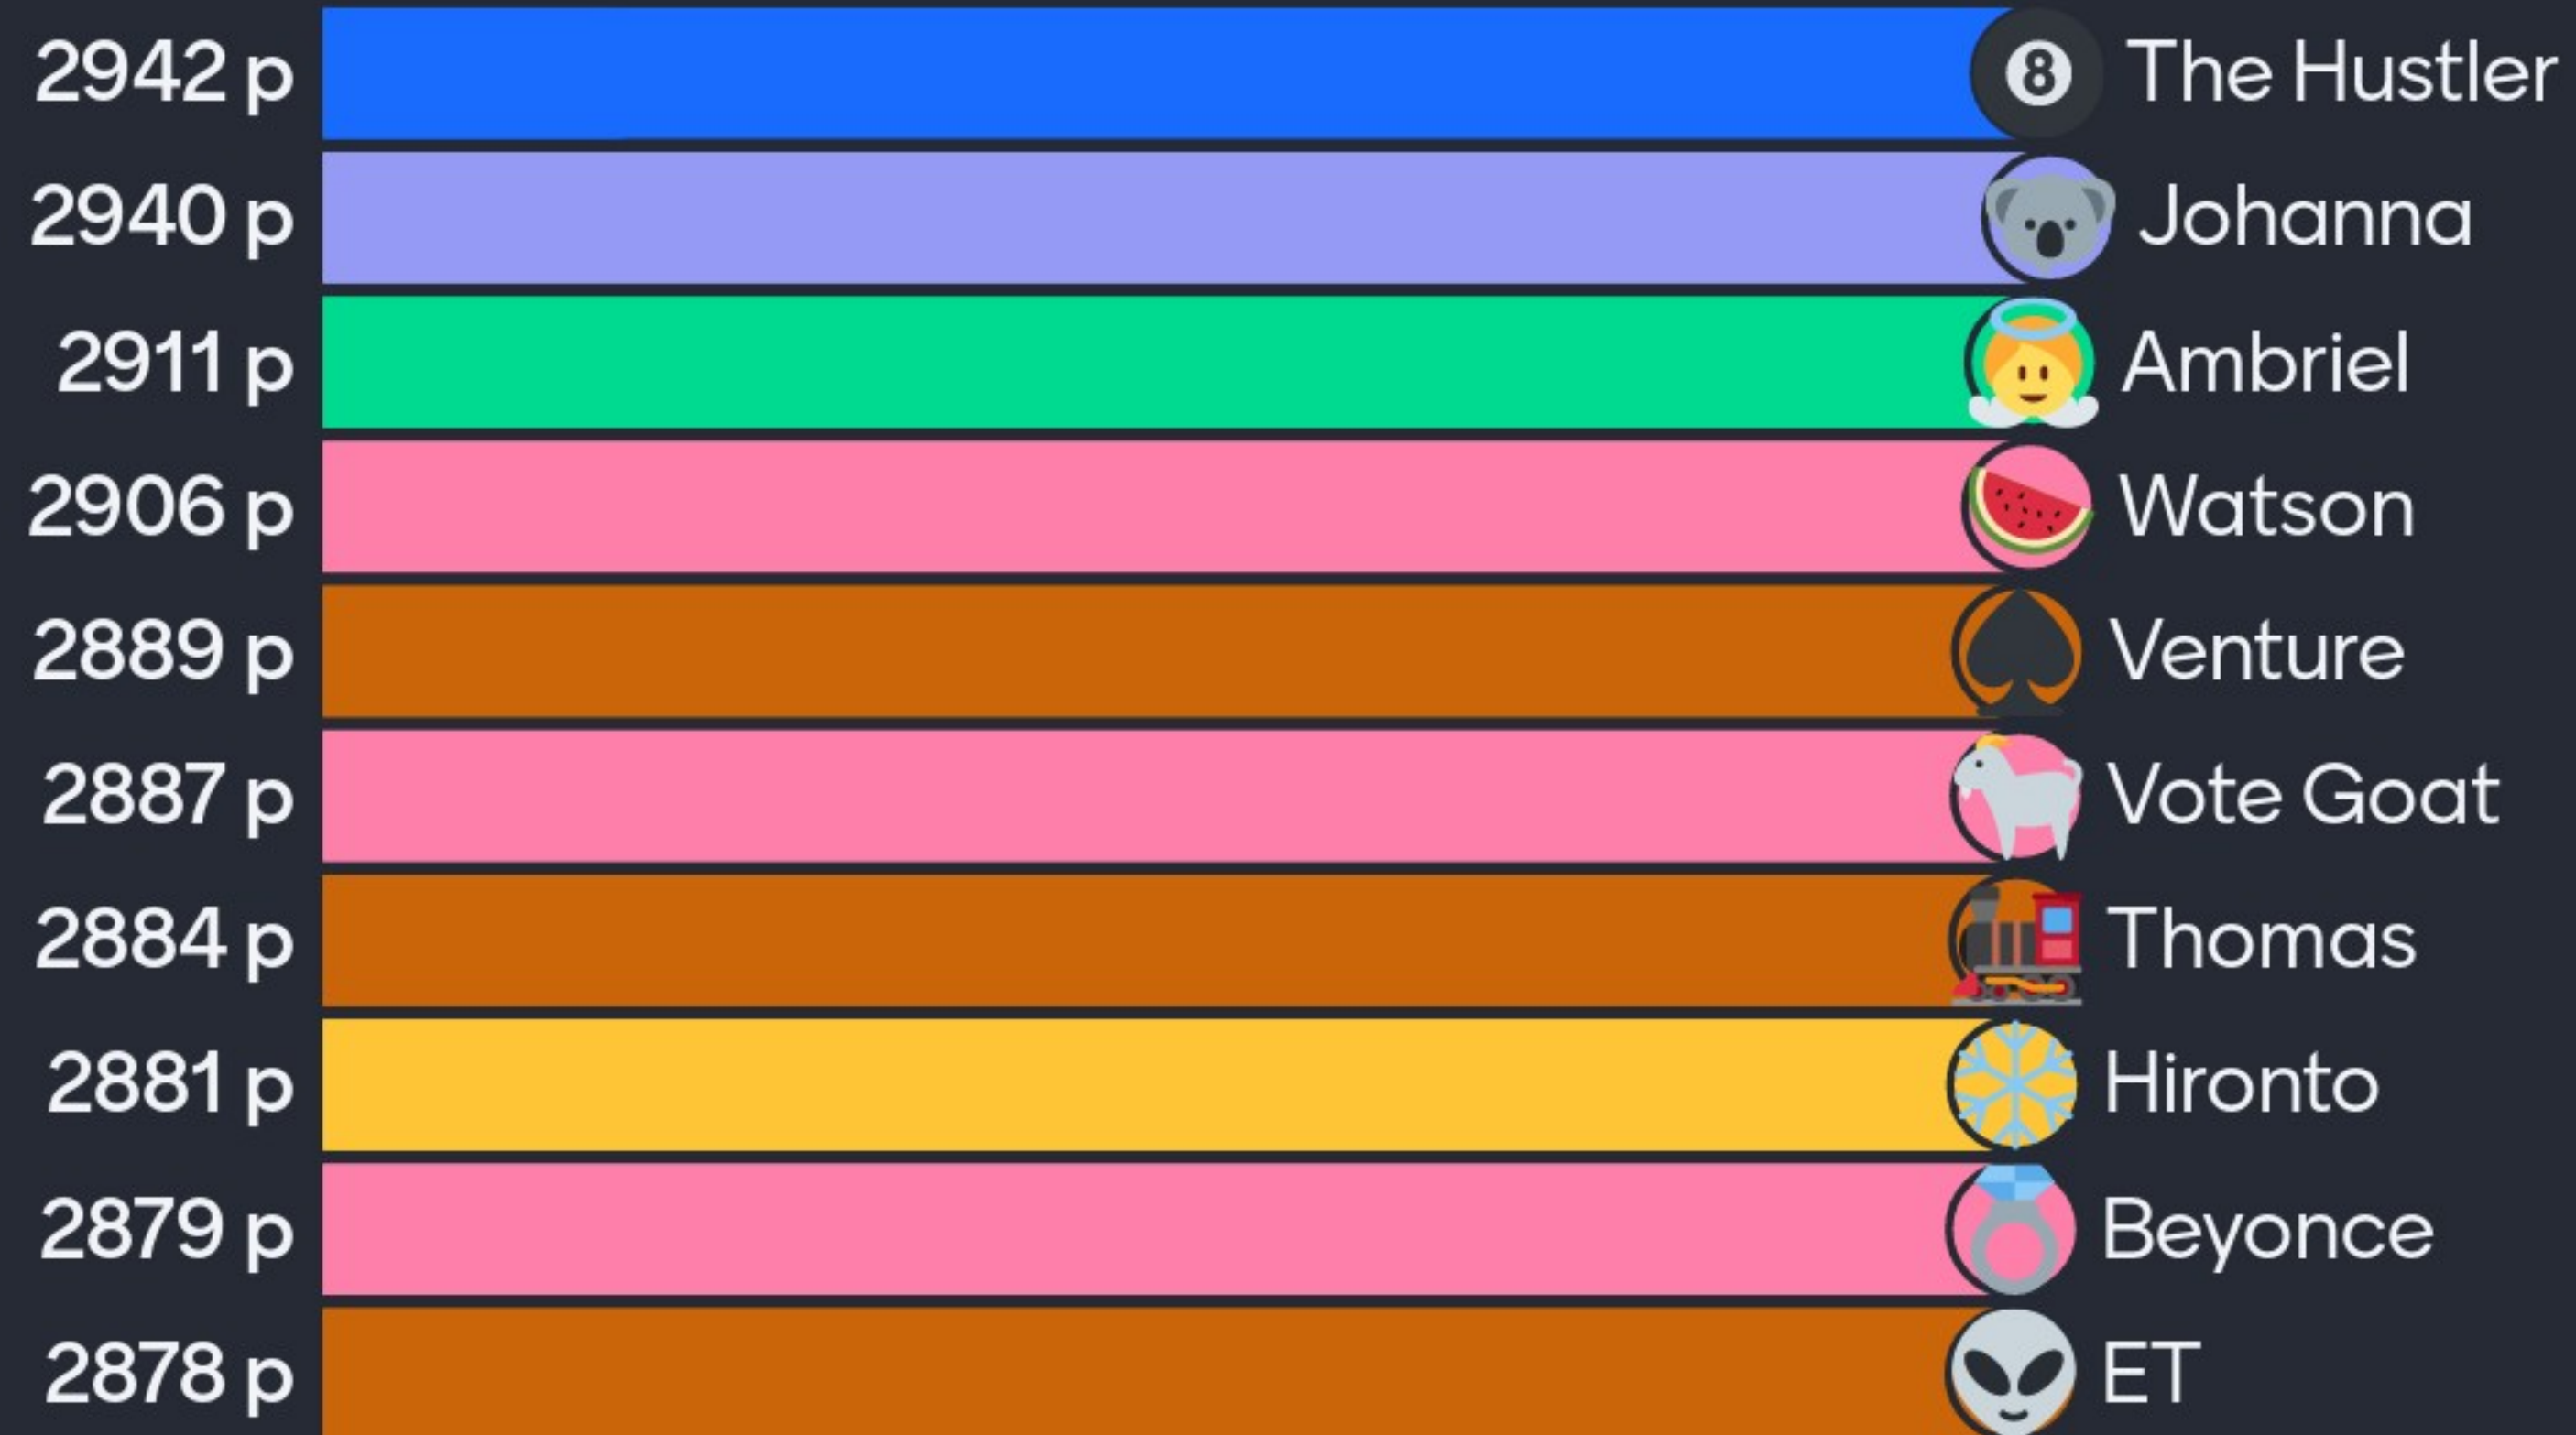 2942 p 8 The Hustler
2940 p Johanna
2911 p Ambriel
2906 p Watson
2889 p Venture
2887 p Vote Goat
2884 p Thomas
2881 p Hironto
2879 p Beyonce
2878 p ET